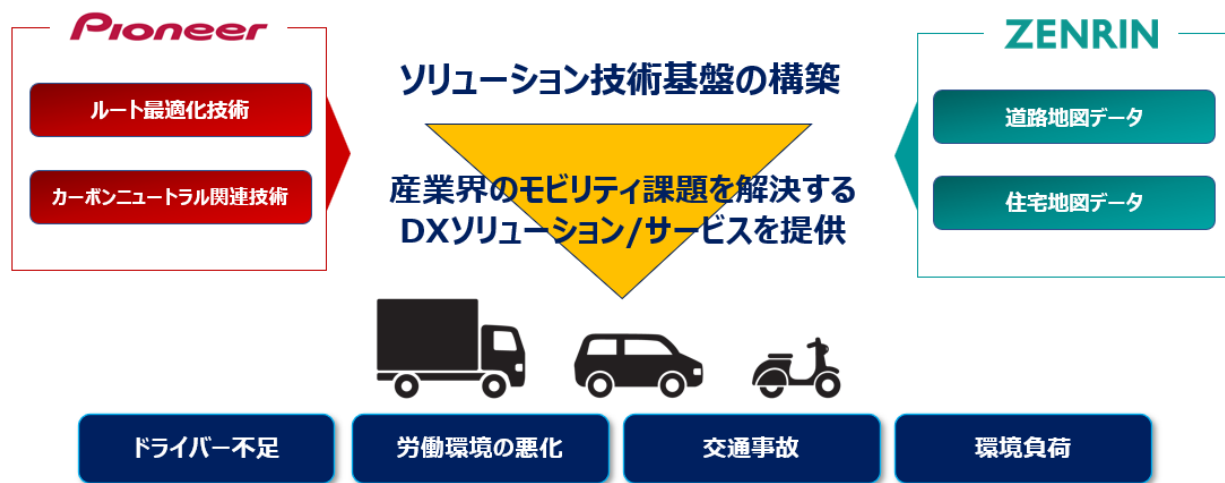 Pioneer
ルート最適化技術
カーボンニュートラル関連技術
ソリューション技術基盤の構築
産業界のモビリティ課題を解決する
DXソリューション/サービスを提供
ZENRIN
道路地図データ
住宅地図データ
ドライバー不足
労働環境の悪化
交通事故
環境負荷